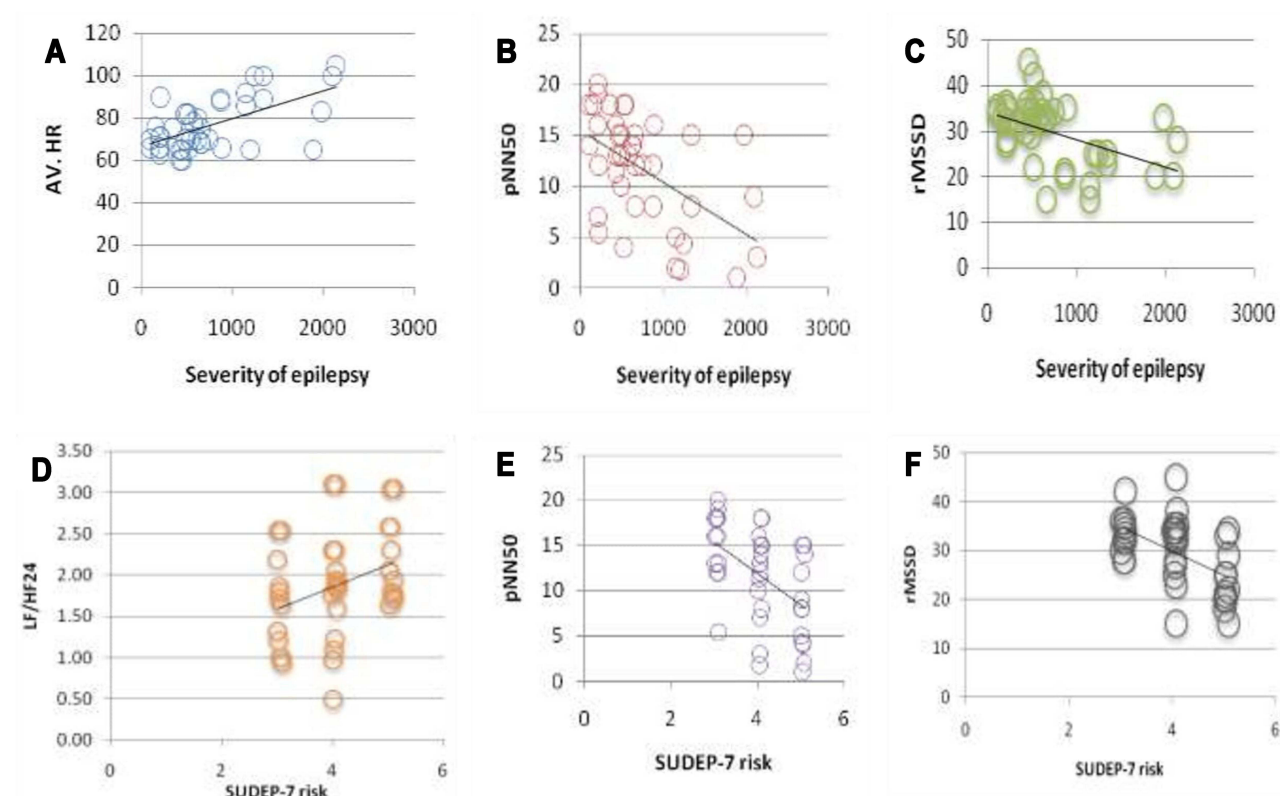 A
AV. HR
120
100
80
60
40
20
0
0 1000 2000 3000
Severity of epilepsy
B
pNN50
25
20
15
10
5
0
0 1000 2000 3000
Severity of epilepsy
C
rMSSD
50
40
30
20
10
0
0 1000 2000 3000
Severity of epilepsy
D
LF/HF24
3.50
3.00
2.50
2.00
1.50
1.00
0.50
0.00
0 2 4 6
SUDEP-7 risk
E
pNN50
25
20
15
10
5
0
0 2 4 6
SUDEP-7 risk
F
rMSSD
50
40
30
20
10
0
0 2 4 6
SUDEP-7 risk